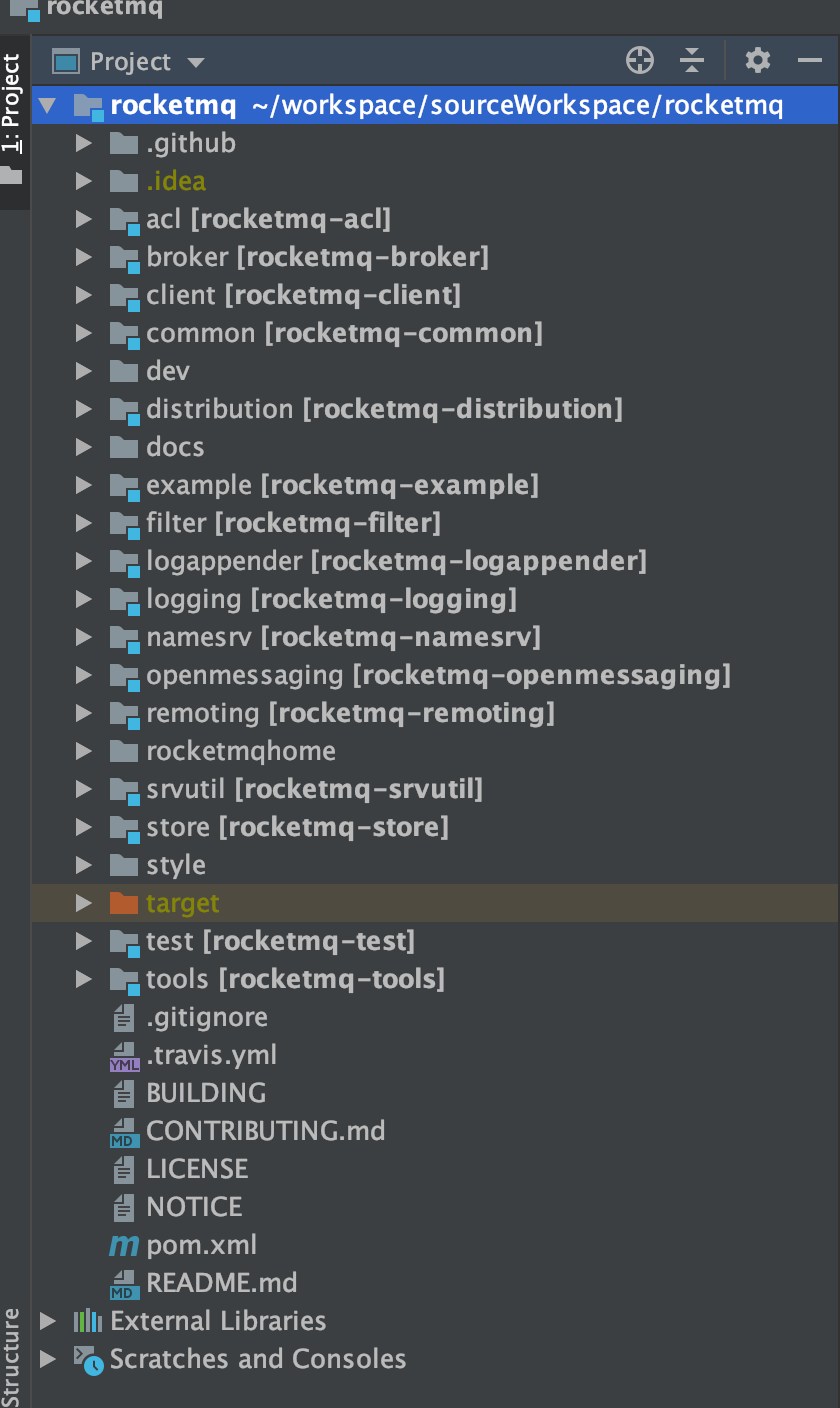 rocketmq
1: Project
Project
rocketmq ~/workspace/sourceWorkspace/rocketmq
.github
.idea
acl [rocketmq-acl]
broker [rocketmq-broker]
client [rocketmq-client]
common [rocketmq-common]
dev
distribution [rocketmq-distribution]
docs
example [rocketmq-example]
filter [rocketmq-filter]
logappender [rocketmq-logappender]
logging [rocketmq-logging]
namesrv [rocketmq-namesrv]
openmessaging [rocketmq-openmessaging]
remoting [rocketmq-remoting]
rocketmqhome
srvutil [rocketmq-srvutil]
store [rocketmq-store]
style
target
test [rocketmq-test]
tools [rocketmq-tools]
.gitignore
YML .travis.yml
BUILDING
MD CONTRIBUTING.md
LICENSE
NOTICE
m pom.xml
MD README.md
External Libraries
Scratches and Consoles
Structure